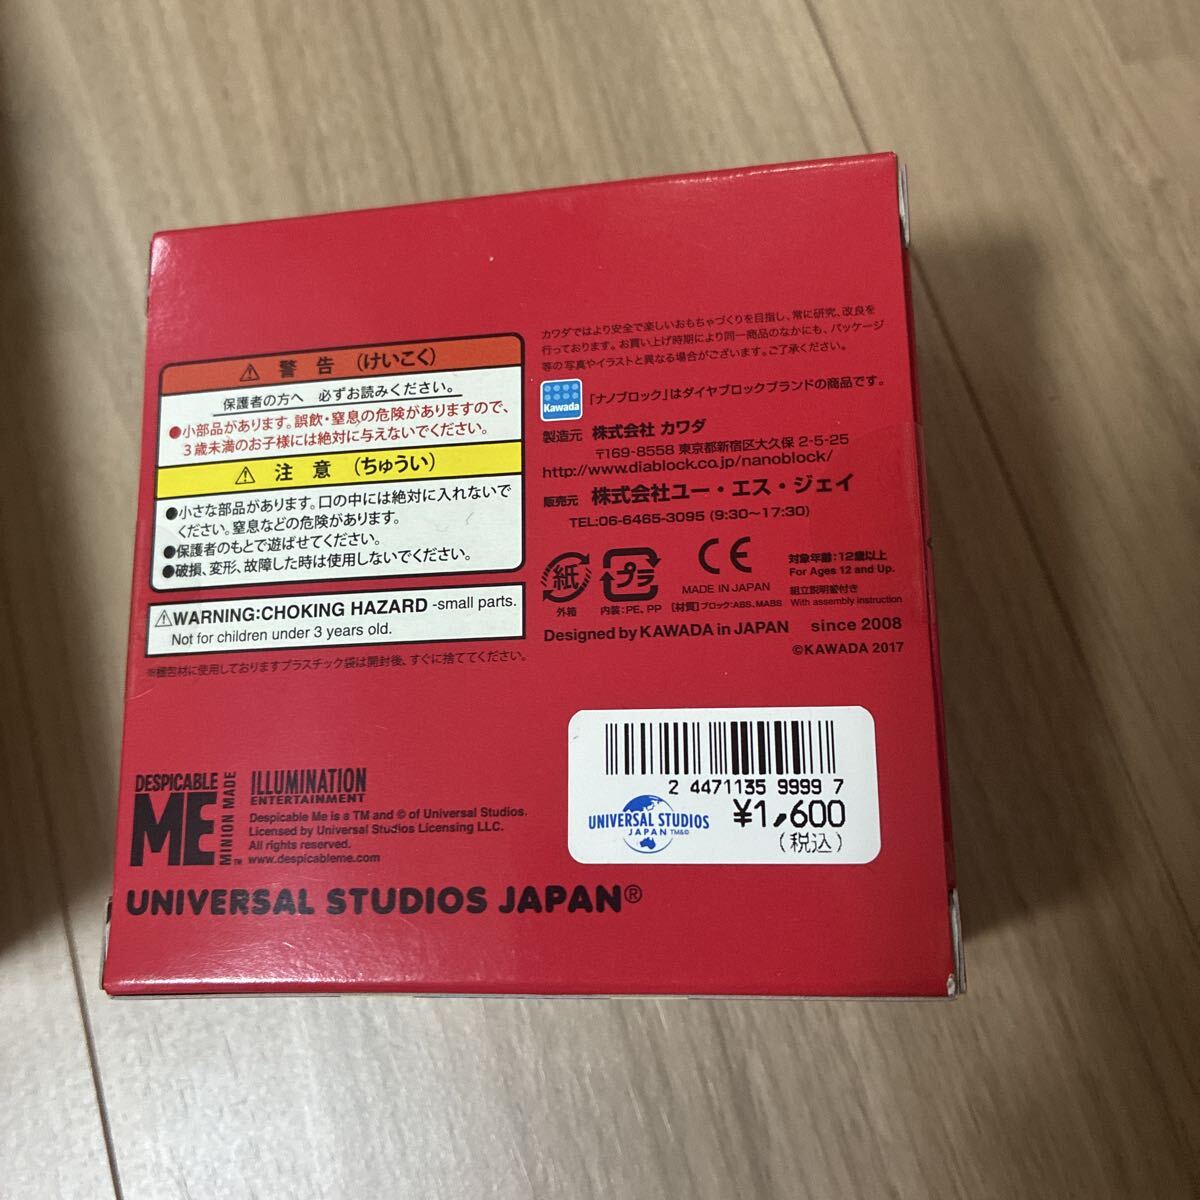 ⚠ 警告 (けいこく)
保護者の方へ 必ずお読みください。
●小部品があります。誤飲・窒息の危険がありますので、
3歳未満のお子様には絶対に与えないでください。
⚠ 注意 (ちゅうい)
●小さな部品があります。口の中には絶対に入れないで
ください。窒息などの危険があります。
●保護者のもとで遊ばせてください。
●破損、変形、故障した時は使用しないでください。
⚠WARNING:CHOKING HAZARD -small parts.
Not for children under 3 years old.
※梱包材に使用しておりますプラスチック袋は開封後、すぐに捨ててください。
カワダではより安全で楽しいおもちゃづくりを目指し、常に研究、改良を
行っております。お買い上げ時期により同一商品のなかにも、パッケージ
等の写真やイラストと異なる場合がございます。ご了承ください。
Kawada
「ナノブロック」はダイヤブロックブランドの商品です。
製造元 株式会社 カワダ
〒169-8558 東京都新宿区大久保 2-5-25
http://www.diablock.co.jp/nanoblock/
販売元 株式会社ユー・エス・ジェイ
TEL:06-6465-3095 (9:30〜17:30)
紙
外箱
プラ
内装:PE、PP
CE
MADE IN JAPAN
[材質] ブロック:ABS、MABS
対象年齢:12歳以上
For Ages 12 and Up.
組立説明書付き
With assembly instruction
Designed by KAWADA in JAPAN since 2008
©KAWADA 2017
2 4471135 9999 7
UNIVERSAL STUDIOS
JAPAN TM&©
¥1,600
(税込)
DESPICABLE
ME
MINION MADE
TM
ILLUMINATION
ENTERTAINMENT
Despicable Me is a TM and © of Universal Studios.
Licensed by Universal Studios Licensing LLC.
All rights reserved.
www.despicableme.com
UNIVERSAL STUDIOS JAPAN®